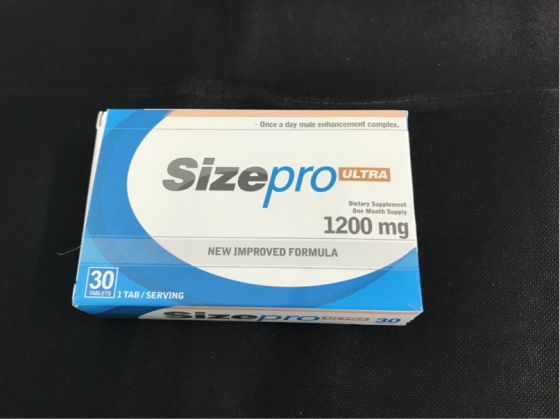 - Once a day male enhancement complex.
Sizepro ULTRA
Dietary Supplement
One Month Supply
1200 mg
NEW IMPROVED FORMULA
30
TABLETS
1 TAB / SERVING
Sizepro ULTRA 30